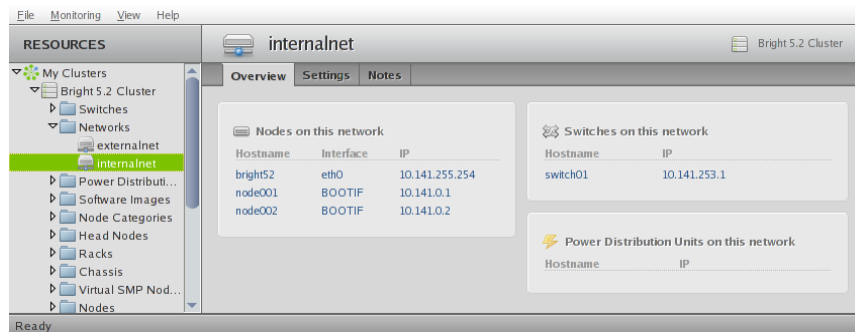 File Monitoring View Help
RESOURCES
My Clusters
Bright 5.2 Cluster
Switches
Networks
externalnet
internalnet
Power Distributi...
Software Images
Node Categories
Head Nodes
Racks
Chassis
Virtual SMP Nod...
Nodes
internalnet
Bright 5.2 Cluster
Overview Settings Notes
Nodes on this network
Hostname Interface IP
bright52 eth0 10.141.255.254
node001 BOOTIF 10.141.0.1
node002 BOOTIF 10.141.0.2
Switches on this network
Hostname IP
switch01 10.141.253.1
Power Distribution Units on this network
Hostname IP
Ready